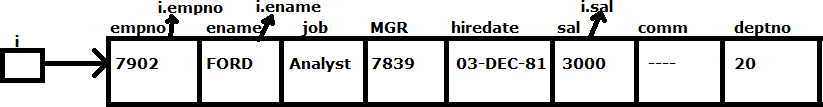 i.empno i.ename i.sal
empno ename job MGR hiredate sal comm deptno
i
7902 FORD Analyst 7839 03-DEC-81 3000 ---- 20